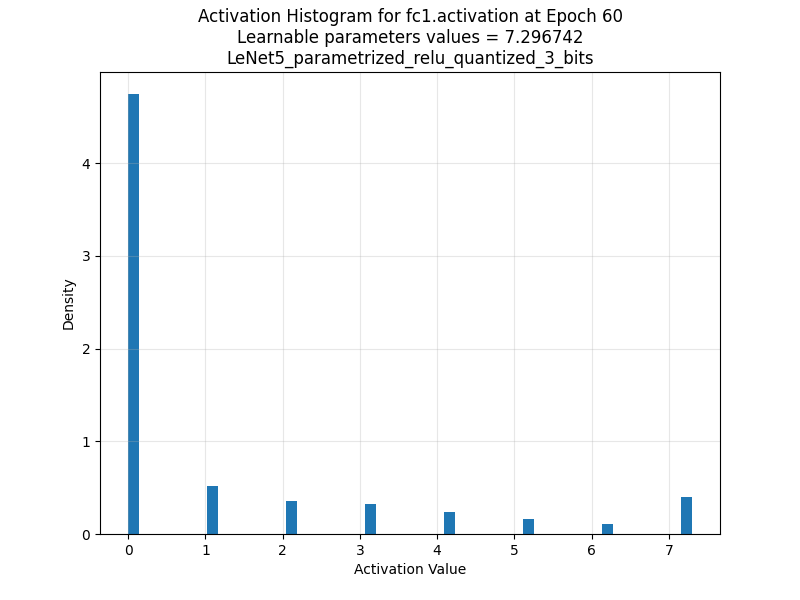 Activation Histogram for fc1.activation at Epoch 60
Learnable parameters values = 7.296742
LeNet5_parametrized_relu_quantized_3_bits
Density
4
3
2
1
0
0 1 2 3 4 5 6 7
Activation Value